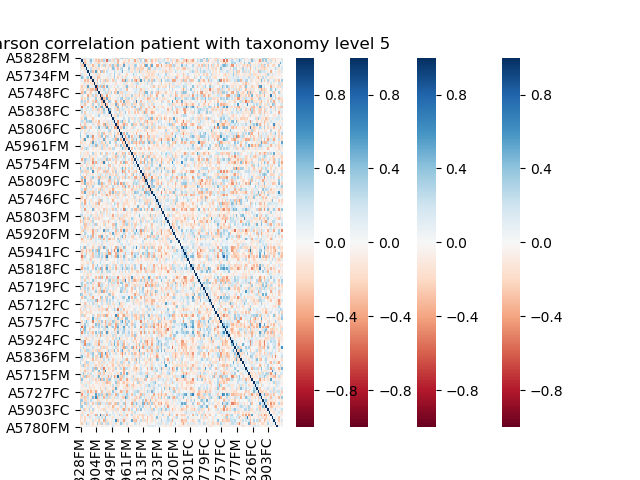 arson correlation patient with taxonomy level 5
A5828FM
A5734FM
A5748FC
A5838FC
A5806FC
A5961FM
A5754FM
A5809FC
A5746FC
A5803FM
A5920FM
A5941FC
A5818FC
A5719FC
A5712FC
A5757FC
A5924FC
A5836FM
A5715FM
A5727FC
A5903FC
A5780FM
828FM
904FM
949FM
961FM
813FM
823FM
920FM
801FC
779FC
757FC
777FM
826FC
903FC
0.8
0.4
0.0
−0.4
−0.8
0.8
0.4
0.0
−0.4
−0.8
0.8
0.4
0.0
−0.4
−0.8
0.8
0.4
0.0
−0.4
−0.8